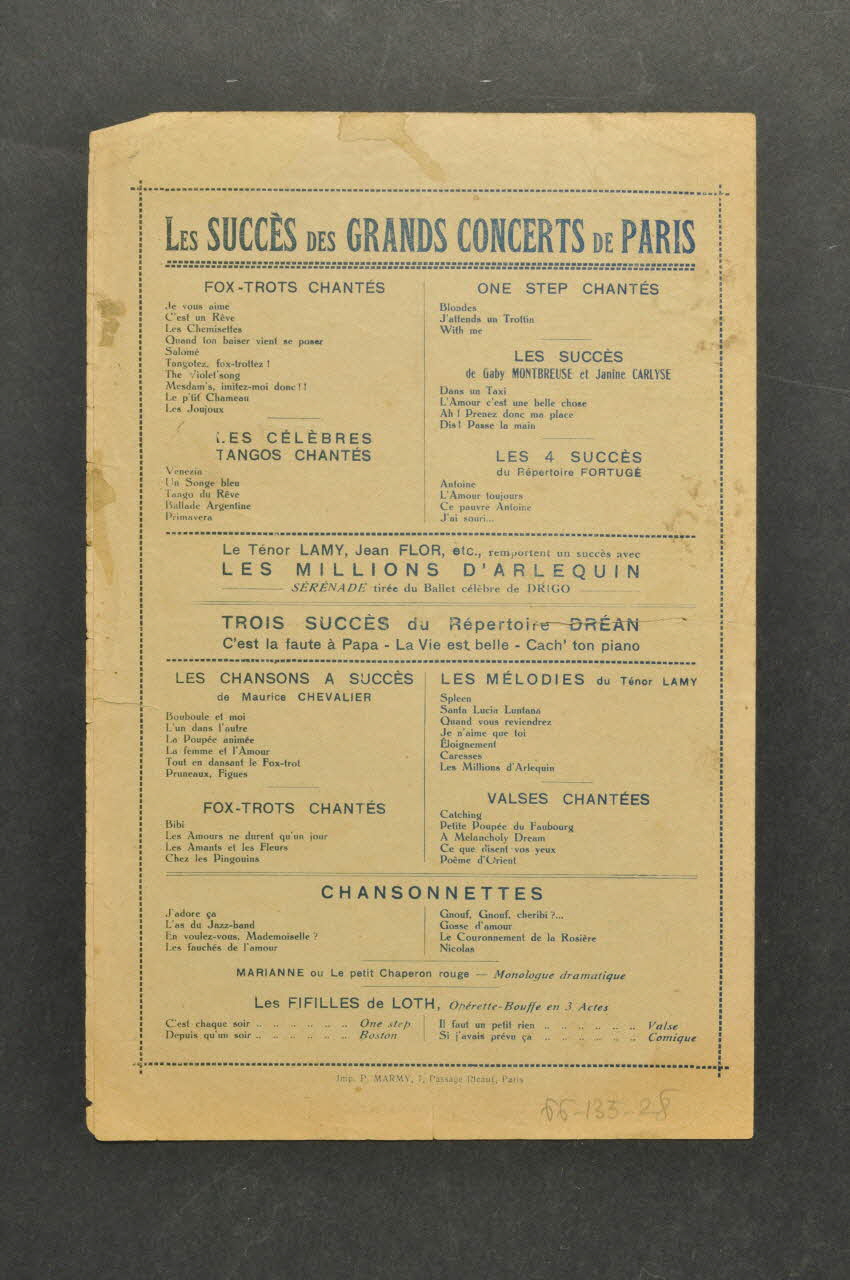 LES SUCCÈS DES GRANDS CONCERTS DE PARIS
FOX-TROTS CHANTÉS
Je vous aime
C'est un Rêve
Les Chemisettes
Quand ton baiser vient se poser
Salomé
Tangotez, fox-trottez !
The Violet'song
Mesdam's, imitez-moi donc ! !
Le p'tit Chameau
Les Joujoux
LES CÉLÈBRES
TANGOS CHANTÉS
Venezia
Un Songe bleu
Tango du Rêve
Ballade Argentine
Primavera
ONE STEP CHANTÉS
Blondes
J'attends un Trottin
With me
LES SUCCÈS
de Gaby MONTBREUSE et Janine CARLYSE
Dans un Taxi
L'Amour c'est une belle chose
Ah ! Prenez donc ma place
Dis ! Passe la main
LES 4 SUCCÈS
du Répertoire FORTUGÉ
Antoine
L'Amour toujours
Ce pauvre Antoine
J'ai souri...
Le Ténor LAMY, Jean FLOR, etc., remportent un succès avec
LES MILLIONS D'ARLEQUIN
SÉRÉNADE tirée du Ballet célèbre de DRIGO
TROIS SUCCÈS du Répertoire DRÉAN
C'est la faute à Papa - La Vie est belle - Cach' ton piano
LES CHANSONS A SUCCÈS
de Maurice CHEVALIER
Bouboule et moi
L'un dans l'autre
La Poupée animée
La femme et l'Amour
Tout en dansant le Fox-trot
Pruneaux, Figues
FOX-TROTS CHANTÉS
Bibi
Les Amours ne durent qu'un jour
Les Amants et les Fleurs
Chez les Pingouins
LES MÉLODIES du Ténor LAMY
Spleen
Santa Lucia Luntana
Quand vous reviendrez
Je n'aime que toi
Éloignement
Caresses
Les Millions d'Arlequin
VALSES CHANTÉES
Catching
Petite Poupée du Faubourg
A Melancholy Dream
Ce que disent vos yeux
Poème d'Orient
CHANSONNETTES
J'adore ça
L'as du Jazz-band
En voulez-vous, Mademoiselle ?
Les fauchés de l'amour
Gnouf, Gnouf, cheribi ?...
Gosse d'amour
Le Couronnement de la Rosière
Nicolas
MARIANNE ou Le petit Chaperon rouge — Monologue dramatique
Les FIFILLES de LOTH, Opérette-Bouffe en 3 Actes
C'est chaque soir .. .. .. .. .. .. One step
Depuis qu'un soir .. .. .. .. .. .. Boston
Il faut un petit rien .. .. .. .. .. .. Valse
Si j'avais prévu ça .. .. .. .. .. .. Comique
Imp. P. MARMY, 7, Passage, Paris
66-135-28